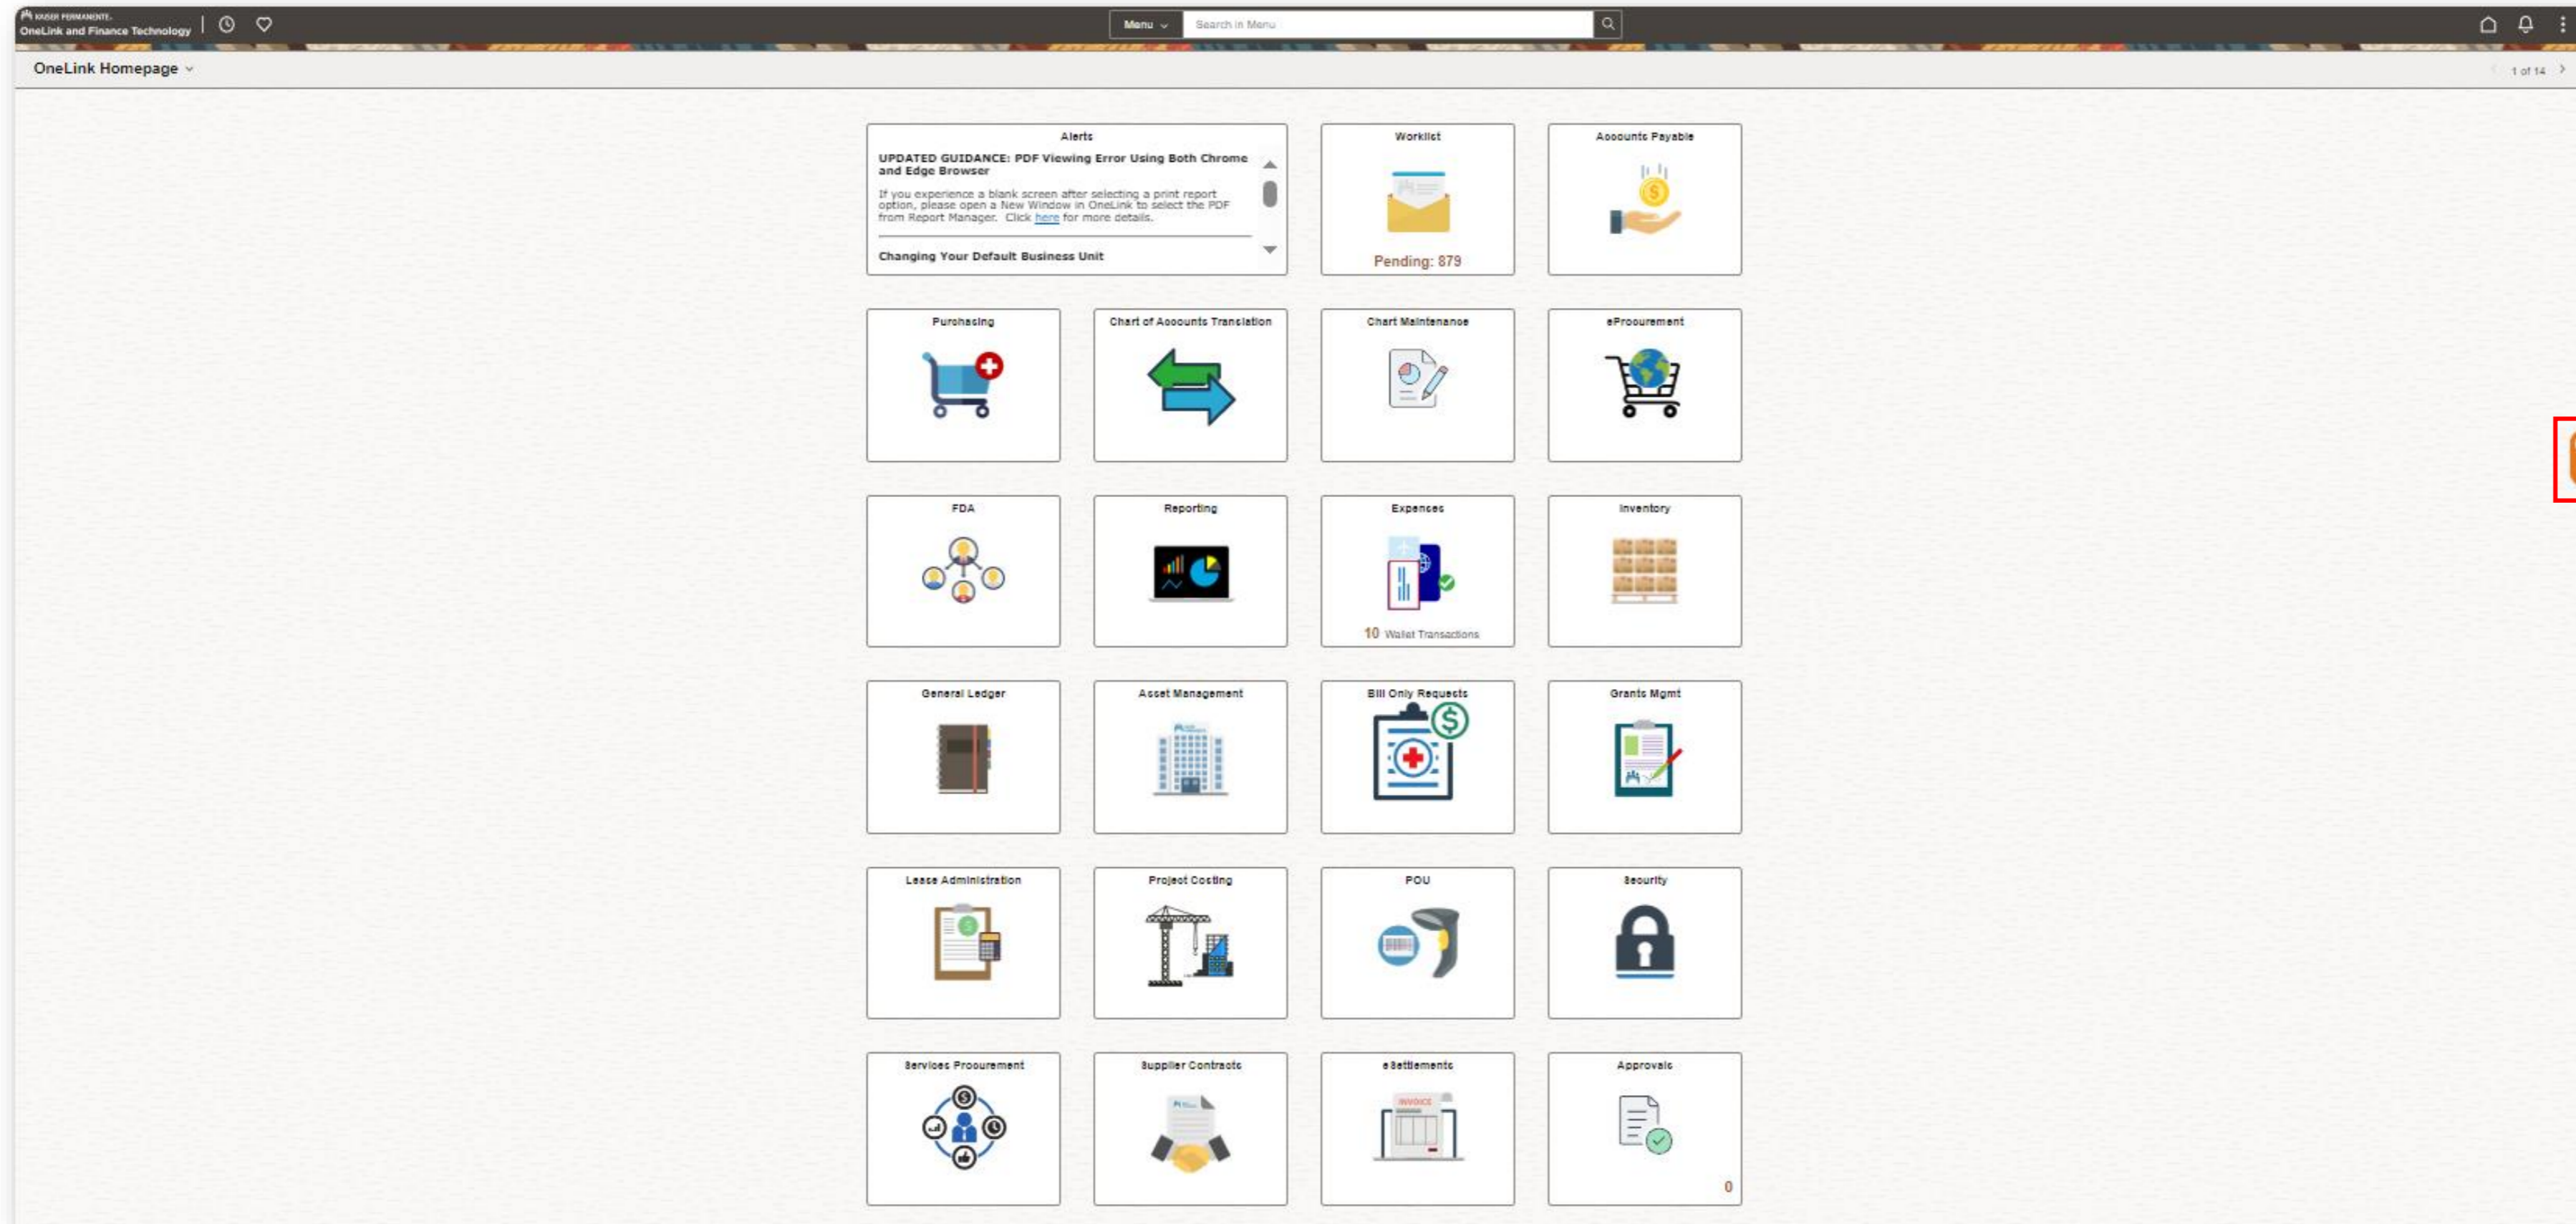 KAISER PERMANENTE.
OneLink and Finance Technology
Menu
Search in Menu
OneLink Homepage
1 of 14
Alerts
UPDATED GUIDANCE: PDF Viewing Error Using Both Chrome
and Edge Browser
If you experience a blank screen after selecting a print report
option, please open a New Window in OneLink to select the PDF
from Report Manager. Click here for more details.
Changing Your Default Business Unit
Worklist
Pending: 879
Accounts Payable
Purchasing
Chart of Accounts Translation
Chart Maintenance
eProcurement
FDA
Reporting
Expenses
10 Wallet Transactions
Inventory
General Ledger
Asset Management
Bill Only Requests
Grants Mgmt
Lease Administration
Project Costing
POU
Security
Services Procurement
Supplier Contracts
eSettlements
INVOICE
Approvals
0